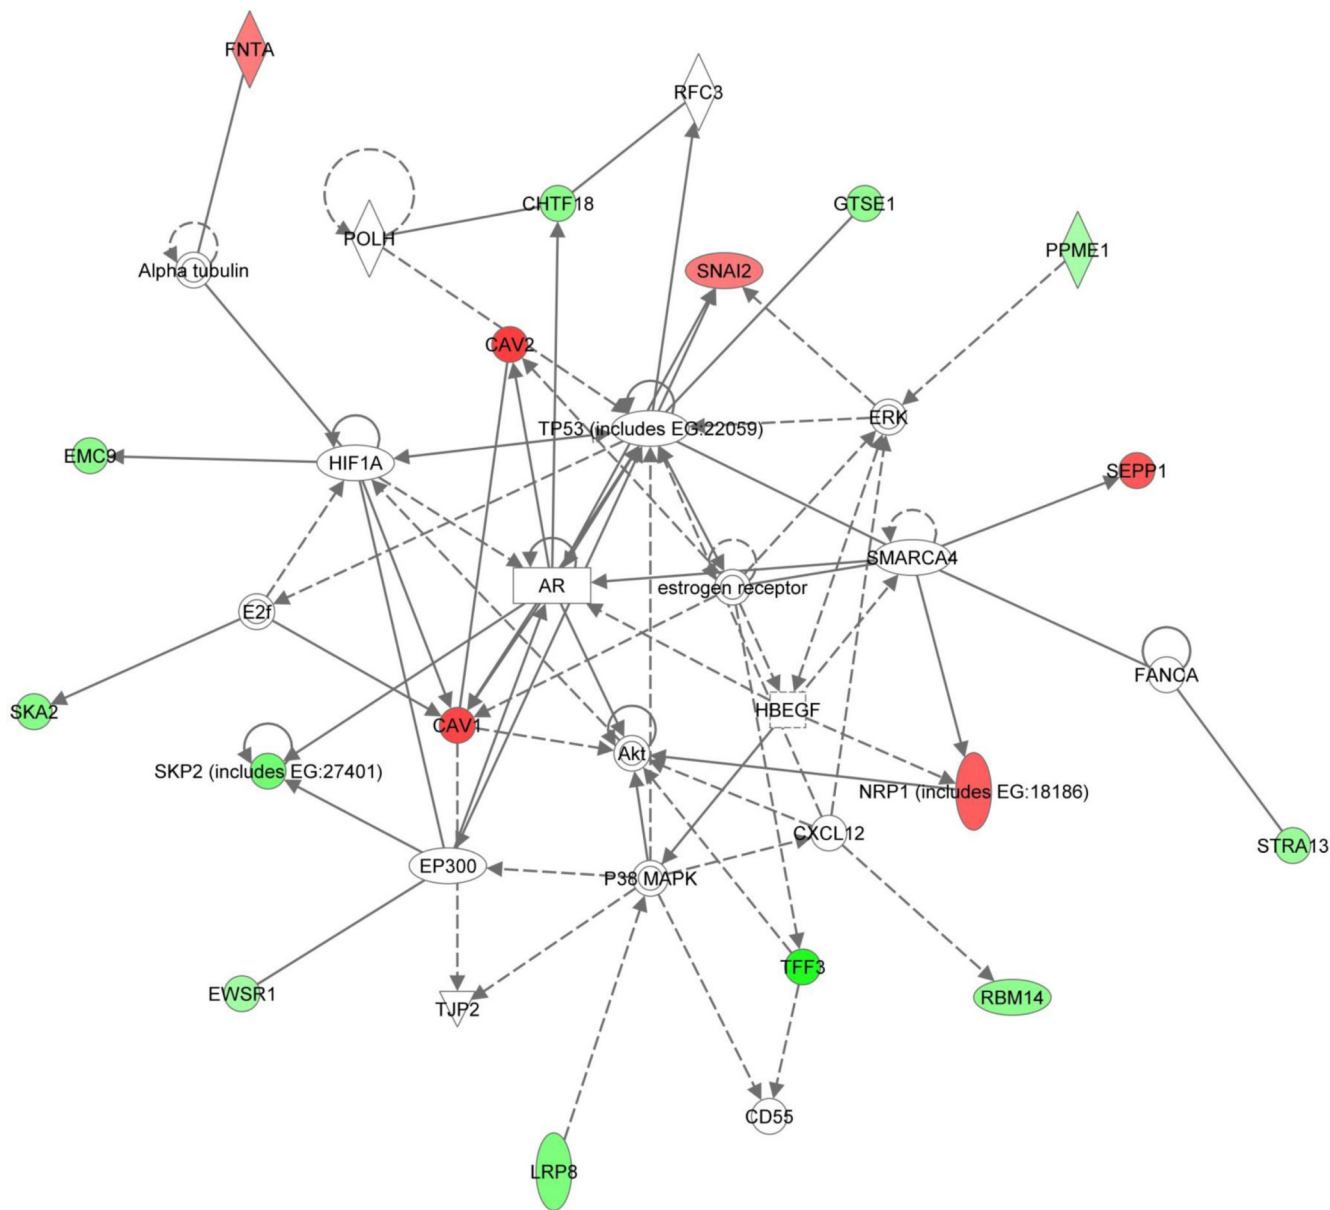 FNTA
RFC3
CHTF18
GTSE1
POLH
PPME1
Alpha tubulin
SNAI2
CAV2
ERK
TP53 (includes EG:22059)
EMC9
HIF1A
SEPP1
SMARCA4
AR
estrogen receptor
E2f
FANCA
SKA2
HBEGF
CAV1
Akt
SKP2 (includes EG:27401)
NRP1 (includes EG:18186)
CXCL12
STRA13
EP300
P38 MAPK
TFF3
EWSR1
RBM14
TJP2
CD55
LRP8